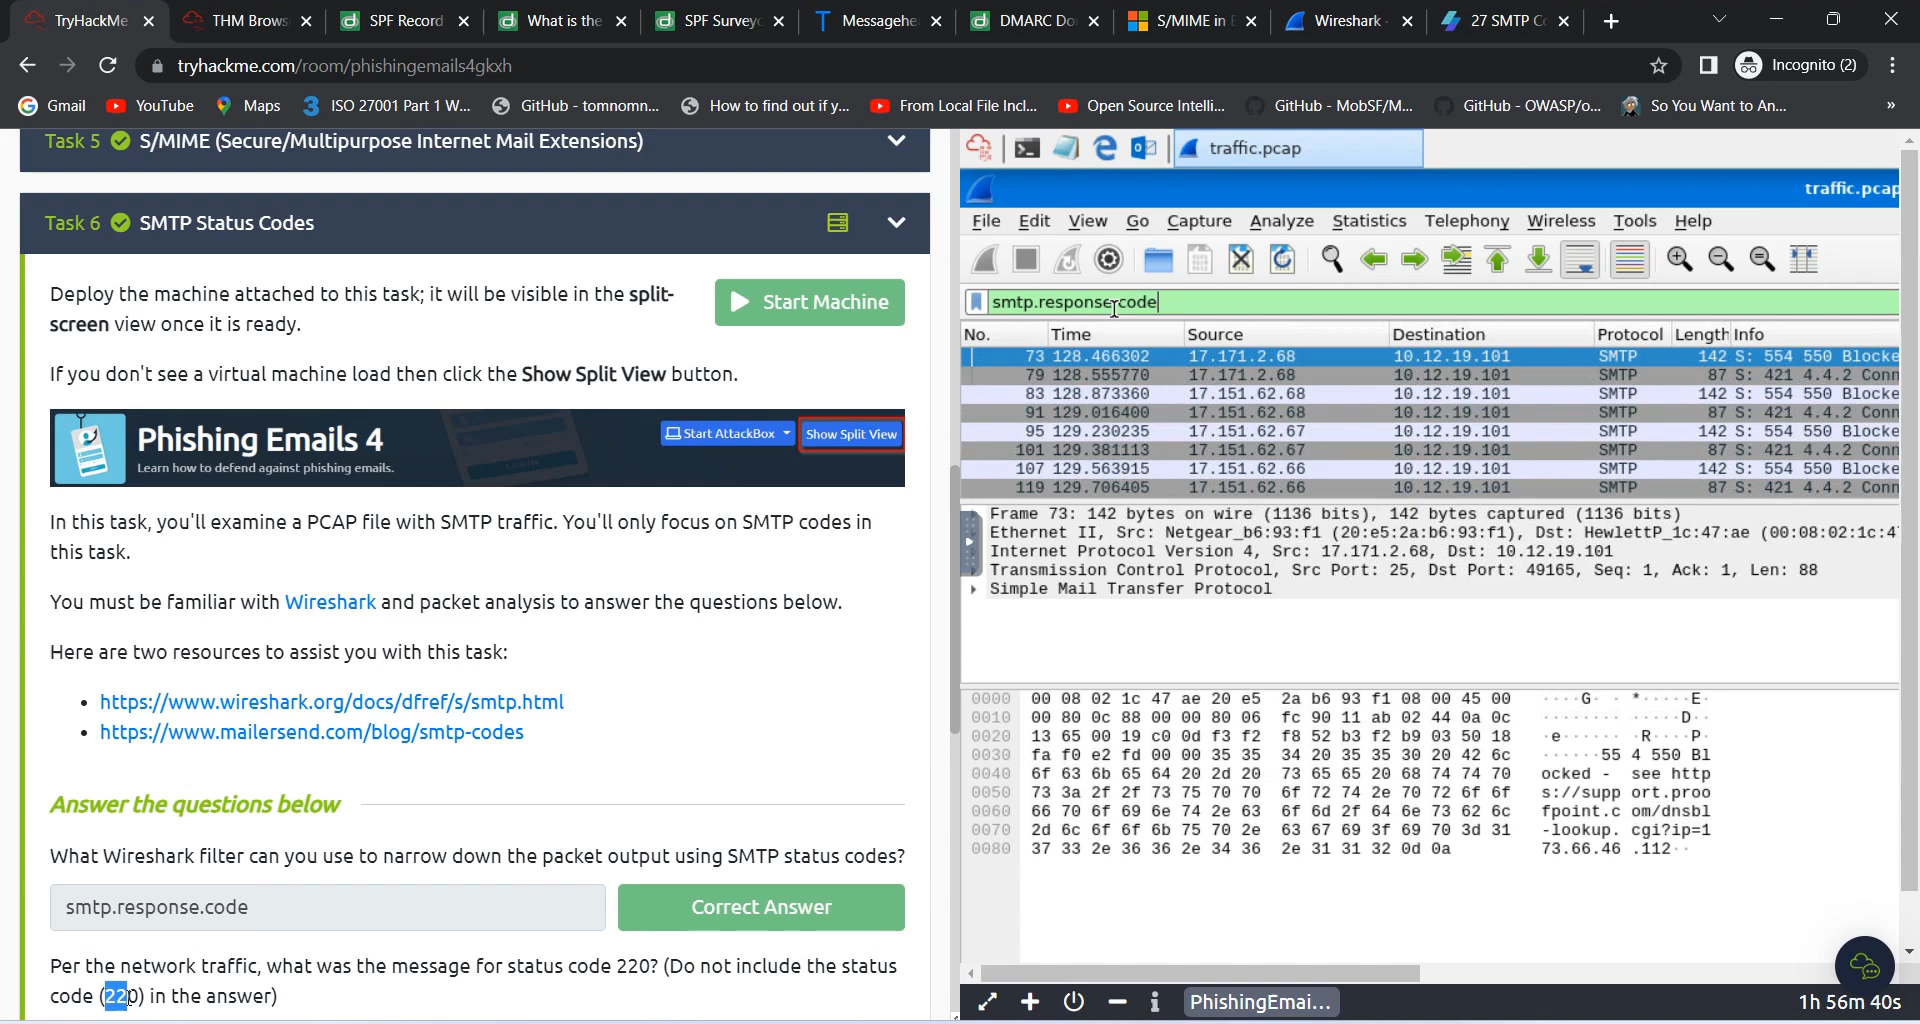 TryHackMe
THM Brows
SPF Record
What is the
SPF Surveyo
Messagehe
DMARC Do
S/MIME in E
Wireshark ·
27 SMTP Co
tryhackme.com/room/phishingemails4gkxh
Incognito (2)
Gmail
YouTube
Maps
ISO 27001 Part 1 W...
GitHub - tomnomn...
How to find out if y...
From Local File Incl...
Open Source Intelli...
GitHub - MobSF/M...
GitHub - OWASP/o...
So You Want to An...
»
Task 5 S/MIME (Secure/Multipurpose Internet Mail Extensions)
Task 6 SMTP Status Codes
Deploy the machine attached to this task; it will be visible in the split-
screen view once it is ready.
Start Machine
If you don't see a virtual machine load then click the Show Split View button.
Phishing Emails 4
Learn how to defend against phishing emails.
Start AttackBox
Show Split View
In this task, you'll examine a PCAP file with SMTP traffic. You'll only focus on SMTP codes in
this task.
You must be familiar with Wireshark and packet analysis to answer the questions below.
Here are two resources to assist you with this task:
• https://www.wireshark.org/docs/dfref/s/smtp.html
• https://www.mailersend.com/blog/smtp-codes
Answer the questions below
What Wireshark filter can you use to narrow down the packet output using SMTP status codes?
smtp.response.code
Correct Answer
Per the network traffic, what was the message for status code 220? (Do not include the status
code (220) in the answer)
traffic.pcap
traffic.pcap
File Edit View Go Capture Analyze Statistics Telephony Wireless Tools Help
smtp.response.code
No. Time Source Destination Protocol Length Info
73 128.466302 17.171.2.68 10.12.19.101 SMTP 142 S: 554 550 Blocke
79 128.555770 17.171.2.68 10.12.19.101 SMTP 87 S: 421 4.4.2 Conn
83 128.873360 17.151.62.68 10.12.19.101 SMTP 142 S: 554 550 Blocke
91 129.016400 17.151.62.68 10.12.19.101 SMTP 87 S: 421 4.4.2 Conn
95 129.230235 17.151.62.67 10.12.19.101 SMTP 142 S: 554 550 Blocke
101 129.381113 17.151.62.67 10.12.19.101 SMTP 87 S: 421 4.4.2 Conn
107 129.563915 17.151.62.66 10.12.19.101 SMTP 142 S: 554 550 Blocke
119 129.706405 17.151.62.66 10.12.19.101 SMTP 87 S: 421 4.4.2 Conn
Frame 73: 142 bytes on wire (1136 bits), 142 bytes captured (1136 bits)
Ethernet II, Src: Netgear_b6:93:f1 (20:e5:2a:b6:93:f1), Dst: HewlettP_1c:47:ae (00:08:02:1c:4
Internet Protocol Version 4, Src: 17.171.2.68, Dst: 10.12.19.101
Transmission Control Protocol, Src Port: 25, Dst Port: 49165, Seq: 1, Ack: 1, Len: 88
Simple Mail Transfer Protocol
0000 00 08 02 1c 47 ae 20 e5 2a b6 93 f1 08 00 45 00 ····G· · *·····E·
0010 00 80 0c 88 00 00 80 06 fc 90 11 ab 02 44 0a 0c ········ ·····D··
0020 13 65 00 19 c0 0d f3 f2 f8 52 b3 f2 b9 03 50 18 ·e······ ·R····P·
0030 fa f0 e2 fd 00 00 35 35 34 20 35 35 30 20 42 6c ······55 4 550 Bl
0040 6f 63 6b 65 64 20 2d 20 73 65 65 20 68 74 74 70 ocked - see http
0050 73 3a 2f 2f 73 75 70 70 6f 72 74 2e 70 72 6f 6f s://supp ort.proo
0060 66 70 6f 69 6e 74 2e 63 6f 6d 2f 64 6e 73 62 6c fpoint.c om/dnsbl
0070 2d 6c 6f 6f 6b 75 70 2e 63 67 69 3f 69 70 3d 31 -lookup. cgi?ip=1
0080 37 33 2e 36 36 2e 34 36 2e 31 31 32 0d 0a 73.66.46 .112··
PhishingEmai...
1h 56m 40s